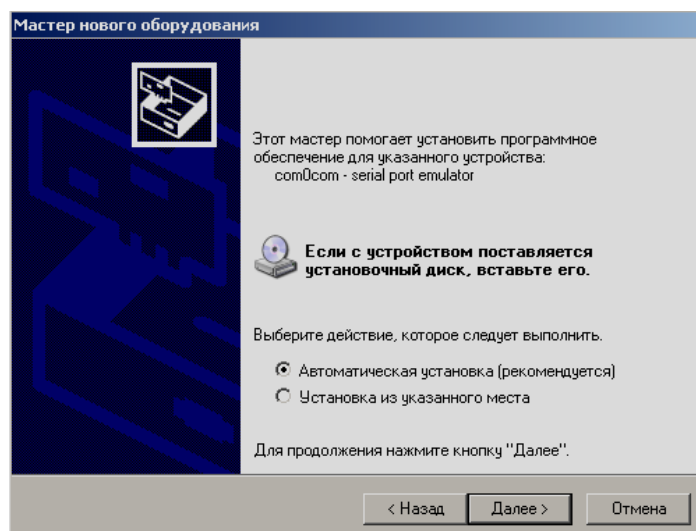 Мастер нового оборудования
Этот мастер помогает установить программное
обеспечение для указанного устройства:
com0com - serial port emulator
Если с устройством поставляется
установочный диск, вставьте его.
Выберите действие, которое следует выполнить.
Автоматическая установка (рекомендуется)
Установка из указанного места
Для продолжения нажмите кнопку "Далее".
< Назад   Далее >   Отмена